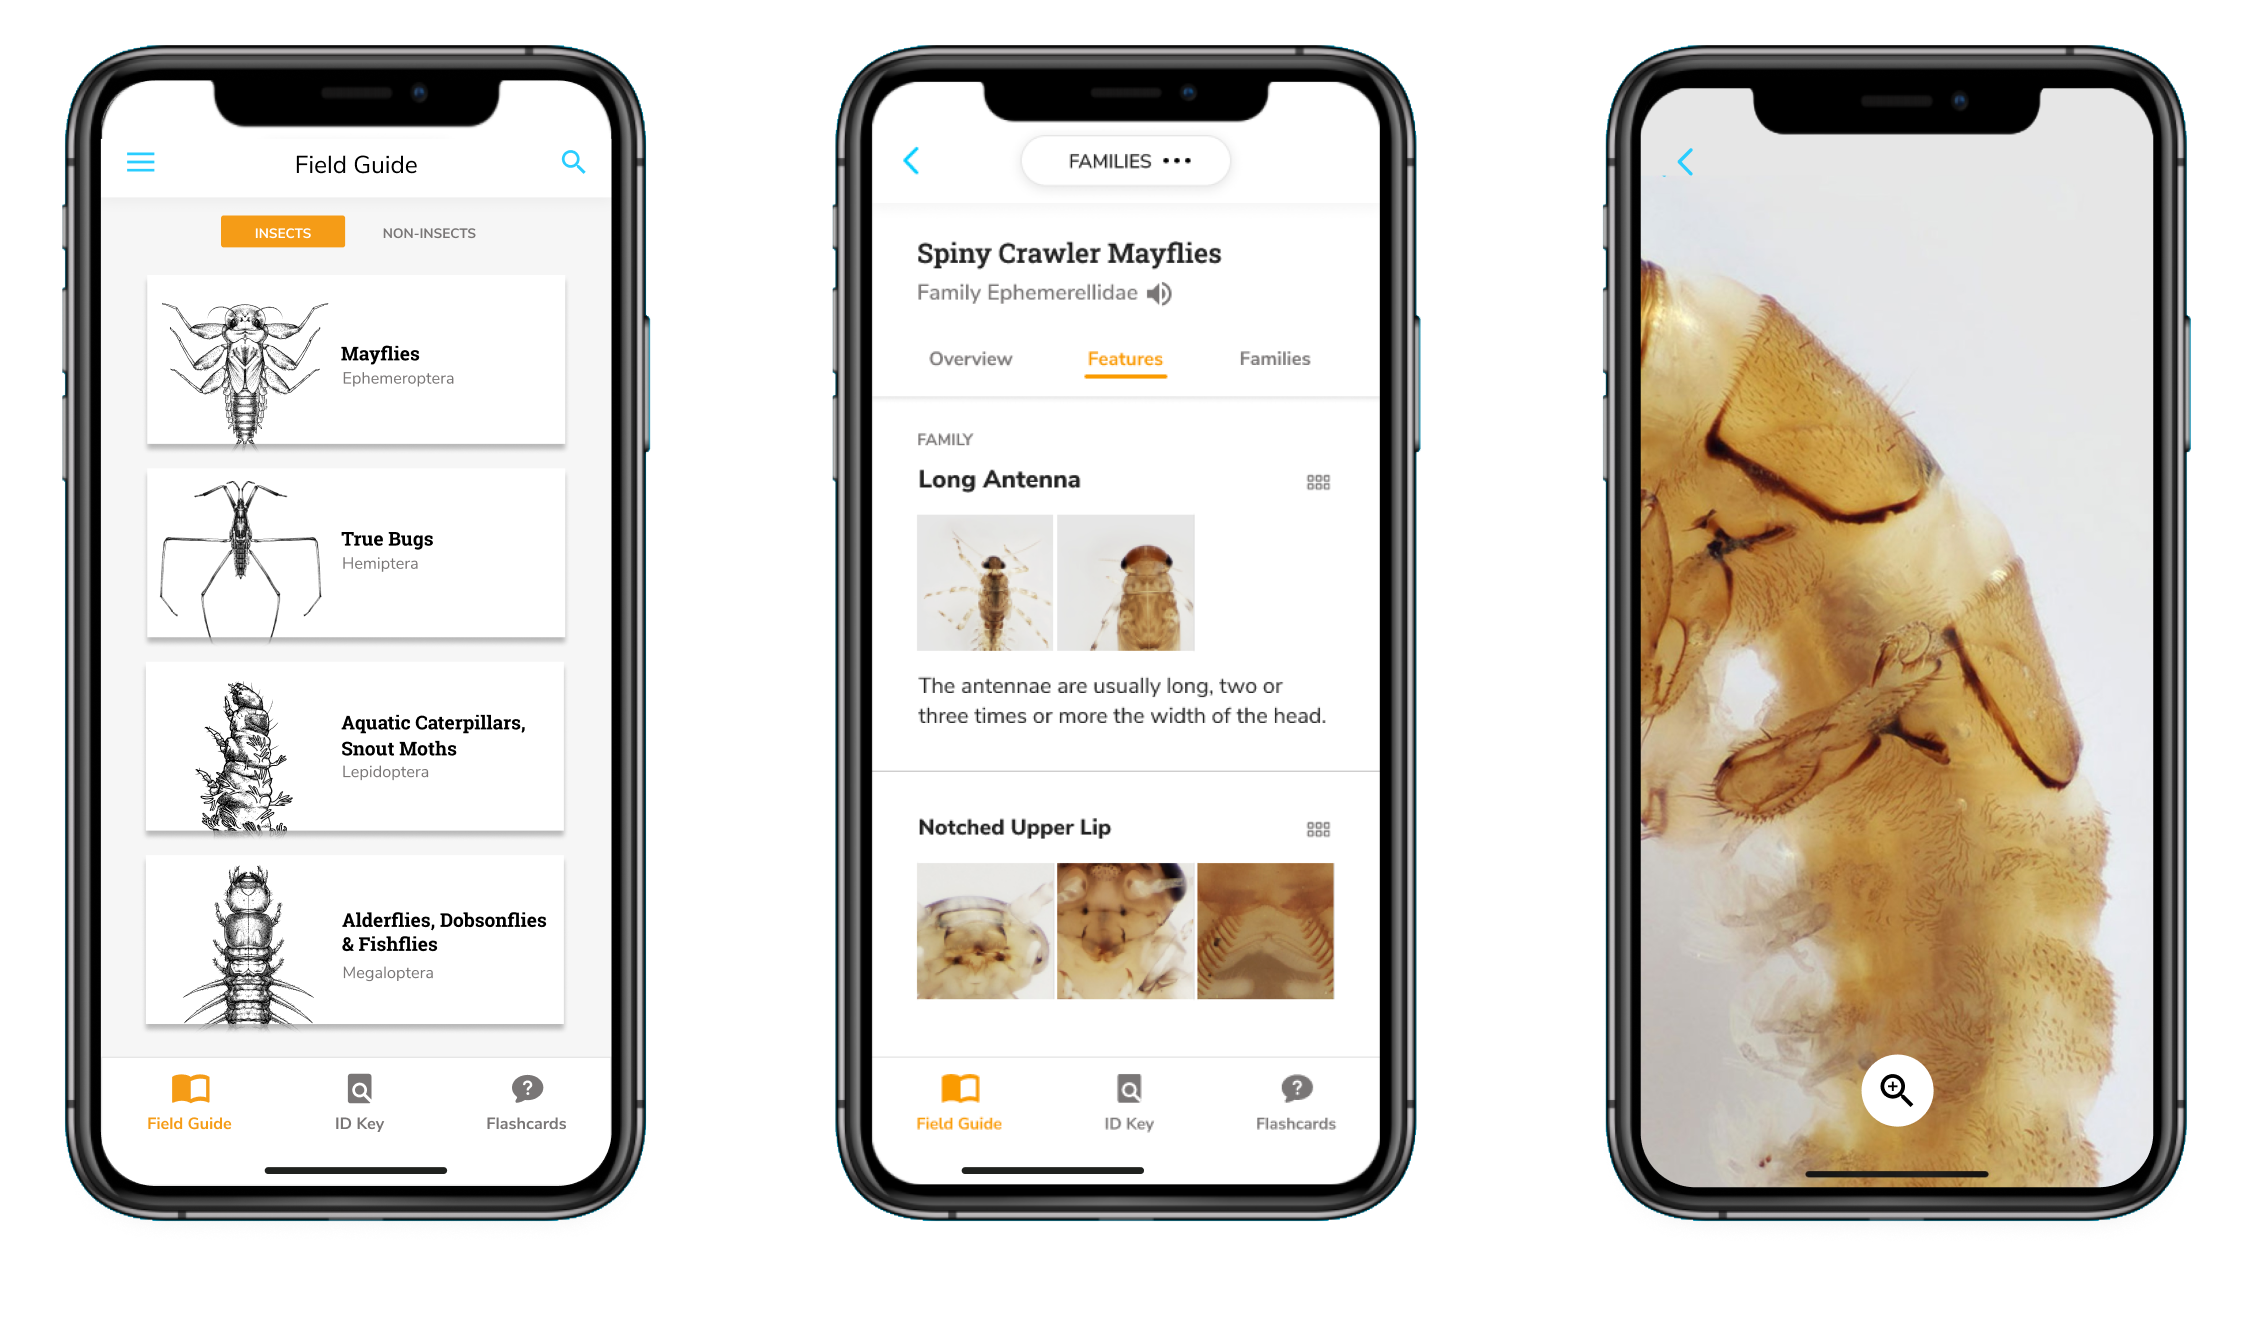 Field Guide
INSECTS NON-INSECTS
Mayflies
Ephemeroptera
True Bugs
Hemiptera
Aquatic Caterpillars,
Snout Moths
Lepidoptera
Alderflies, Dobsonflies
& Fishflies
Megaloptera
Field Guide ID Key Flashcards
FAMILIES •••
Spiny Crawler Mayflies
Family Ephemerellidae
Overview Features Families
FAMILY
Long Antenna
The antennae are usually long, two or
three times or more the width of the head.
Notched Upper Lip
Field Guide ID Key Flashcards